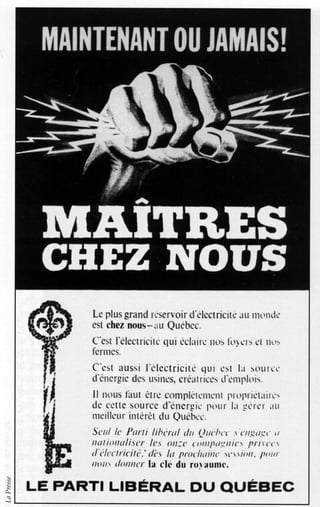 MAINTENANT OU JAMAIS!
MAÎTRES
CHEZ NOUS
Le plus grand réservoir d'électricité au monde
est chez nous – au Québec.
C'est l'électricité qui éclaire nos foyers et nos
fermes.
C'est aussi l'électricité qui est la source
d'énergie des usines, créatrices d'emplois.
Il nous faut être complètement propriétaires
de cette source d'énergie pour la gérer au
meilleur intérêt du Québec.
Seul le Parti libéral du Québec s'engage à
nationaliser les onze compagnies privées
d'électricité,' dès la prochaine session, pour
nous donner la clé du royaume.
E
LE PARTI LIBÉRAL DU QUÉBEC
La Presse